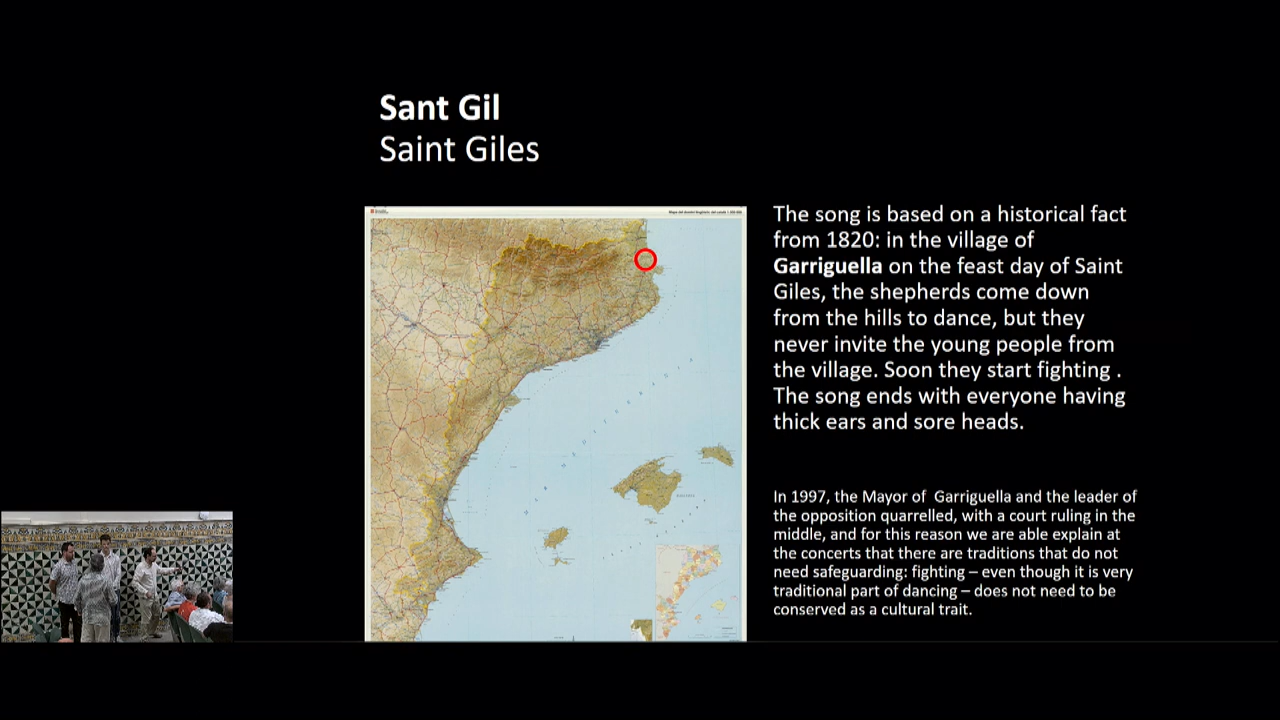 Sant Gil
Saint Giles
The song is based on a historical fact
from 1820: in the village of
Garriguella on the feast day of Saint
Giles, the shepherds come down
from the hills to dance, but they
never invite the young people from
the village. Soon they start fighting .
The song ends with everyone having
thick ears and sore heads.
In 1997, the Mayor of  Garriguella and the leader of
the opposition quarrelled, with a court ruling in the
middle, and for this reason we are able explain at
the concerts that there are traditions that do not
need safeguarding: fighting – even though it is very
traditional part of dancing – does not need to be
conserved as a cultural trait.